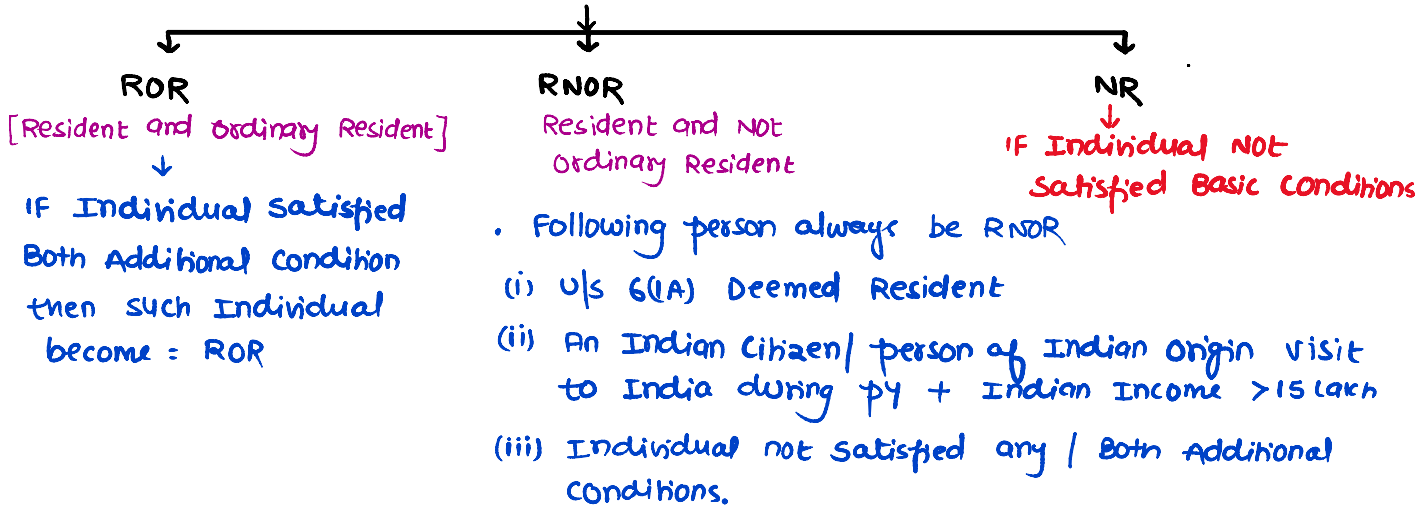 ROR
[Resident and Ordinary Resident]
IF Individual Satisfied
Both Additional Condition
then such Individual
become = ROR
RNOR
Resident and Not
Ordinary Resident
. Following person always be RNOR
(i) U/s 6(1A) Deemed Resident
(ii) An Indian Citizen/ person of Indian Origin visit
to India during py + Indian Income >15 Lakh
(iii) Individual not satisfied any / Both Additional
Conditions.
NR
IF Individual Not
Satisfied Basic Conditions